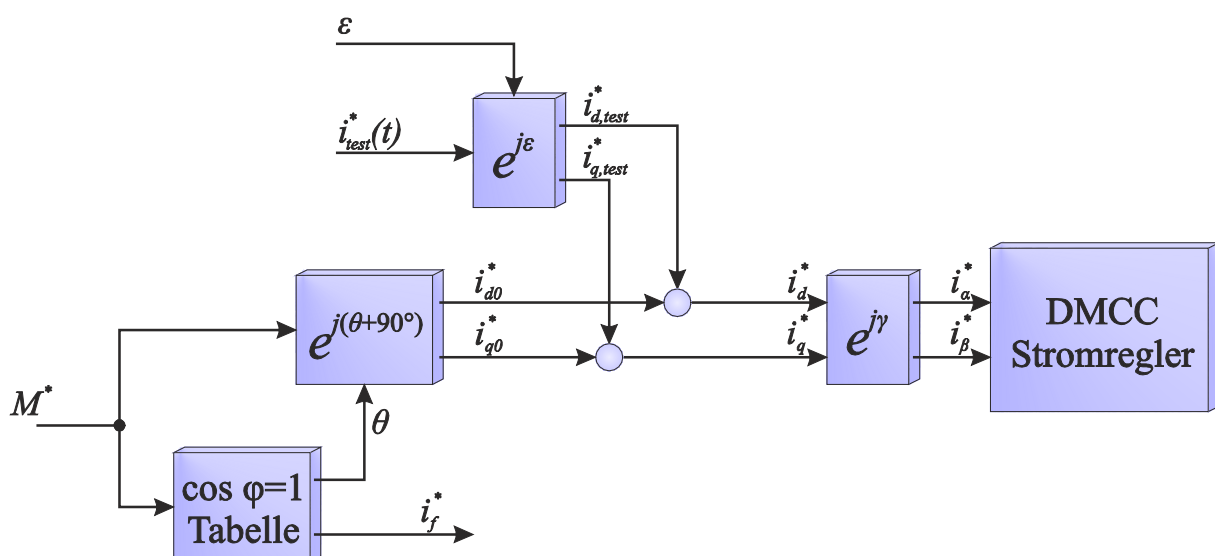 ε
i*test(t)
e^jε
i*d,test
i*q,test
e^j(θ+90°)
i*d0
i*q0
i*d
i*q
e^jγ
i*α
i*β
DMCC
Stromregler
M*
θ
cos φ=1
Tabelle
i*f